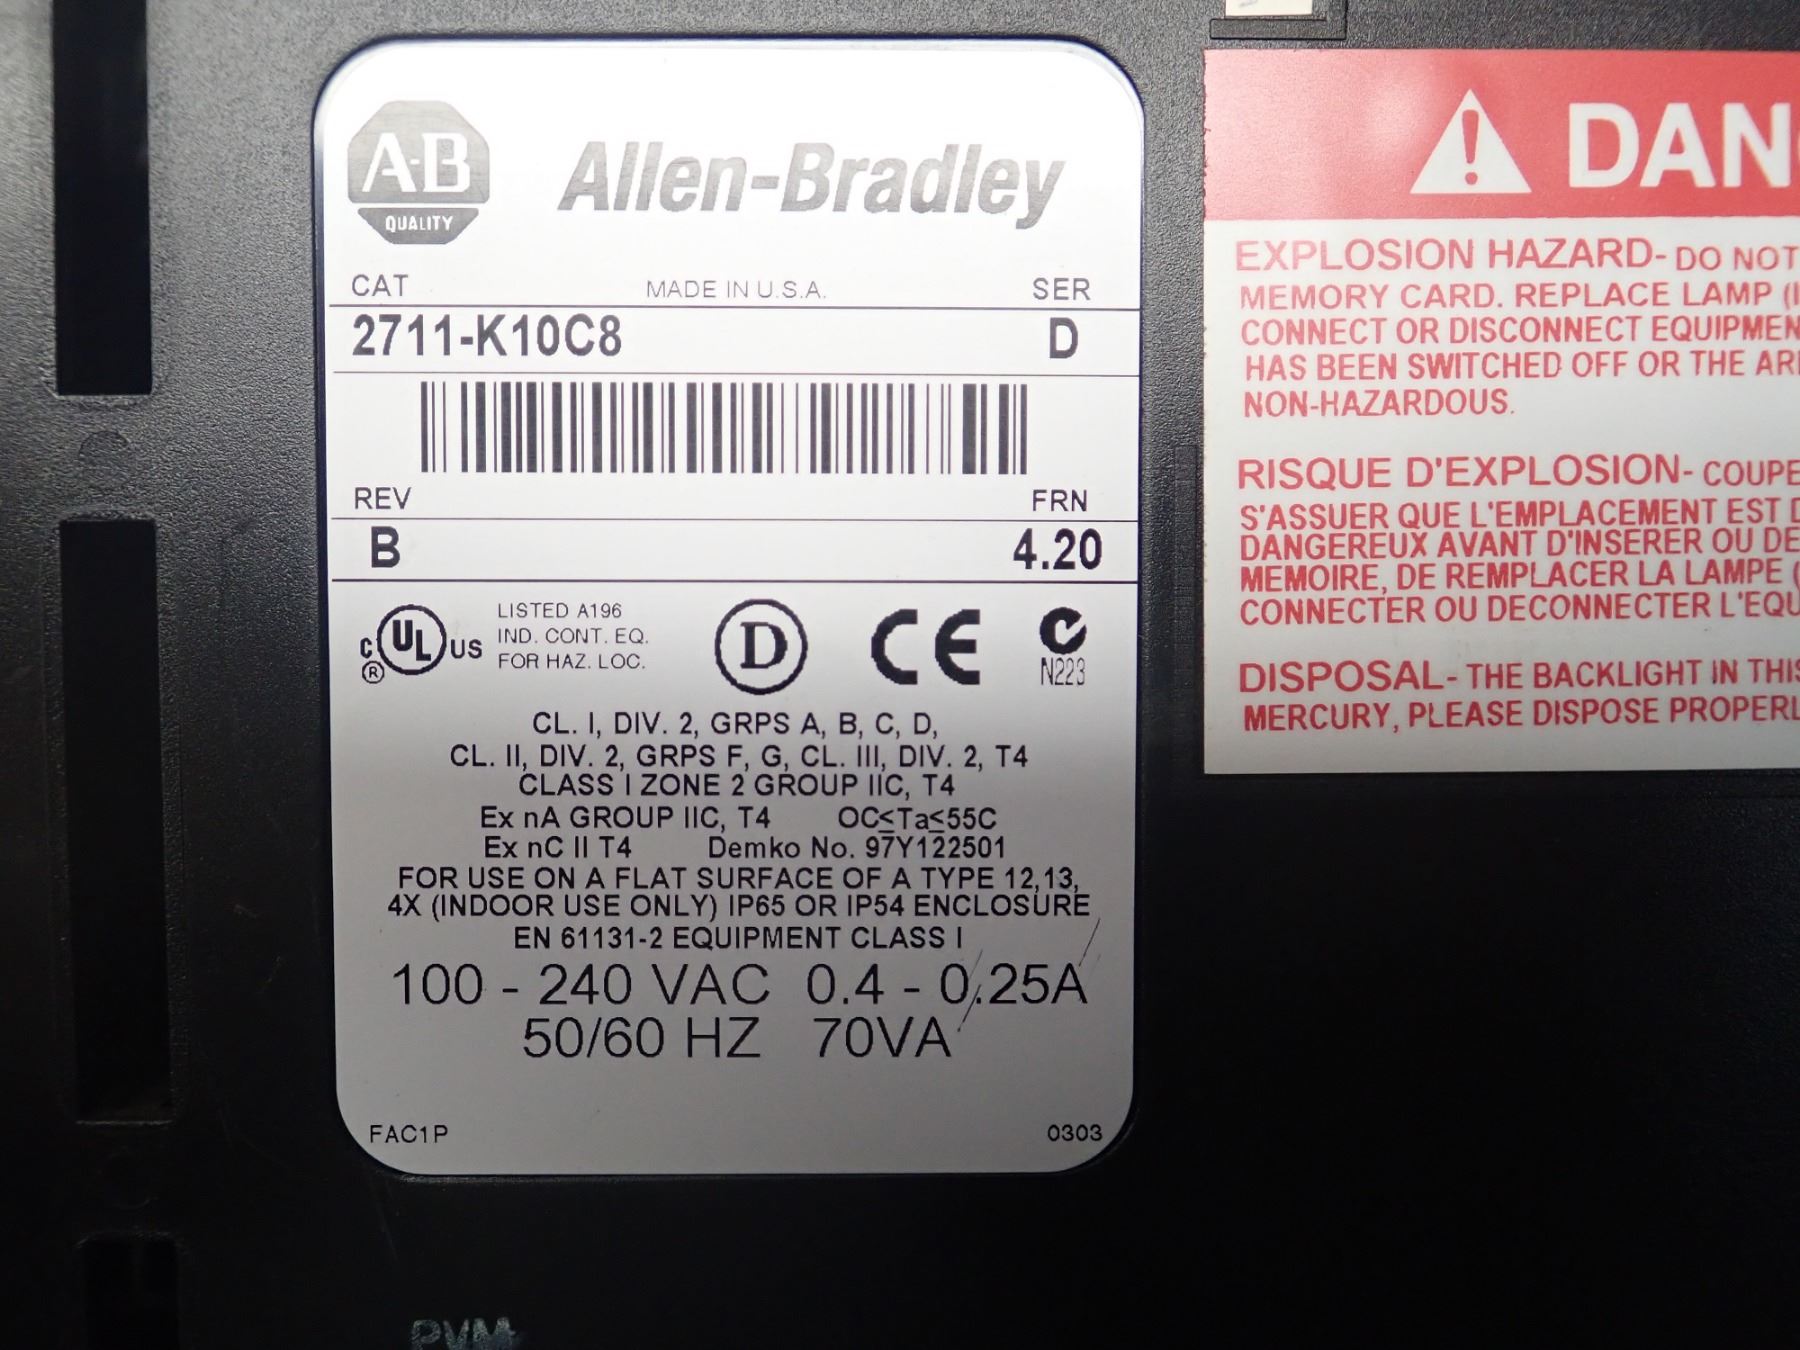 A-B
QUALITY
Allen-Bradley
CAT MADE IN U.S.A. SER
2711-K10C8 D
REV FRN
B 4.20
C UL US ®
LISTED A196
IND. CONT. EQ.
FOR HAZ. LOC.
D
CE
N223
CL. I, DIV. 2, GRPS A, B, C, D,
CL. II, DIV. 2, GRPS F, G, CL. III, DIV. 2, T4
CLASS I ZONE 2 GROUP IIC, T4
Ex nA GROUP IIC, T4 OC≤Ta≤55C
Ex nC II T4 Demko No. 97Y122501
FOR USE ON A FLAT SURFACE OF A TYPE 12,13,
4X (INDOOR USE ONLY) IP65 OR IP54 ENCLOSURE
EN 61131-2 EQUIPMENT CLASS I
100 - 240 VAC 0.4 - 0.25A
50/60 HZ 70VA
FAC1P 0303
DAN
EXPLOSION HAZARD- DO NOT
MEMORY CARD. REPLACE LAMP
CONNECT OR DISCONNECT EQUIPMEN
HAS BEEN SWITCHED OFF OR THE AR
NON-HAZARDOUS.
RISQUE D'EXPLOSION- COUPE
S'ASSUER QUE L'EMPLACEMENT EST D
DANGEREUX AVANT D'INSERER OU DE
MEMOIRE, DE REMPLACER LA LAMPE (
CONNECTER OU DECONNECTER L'EQU
DISPOSAL- THE BACKLIGHT IN THIS
MERCURY, PLEASE DISPOSE PROPERL